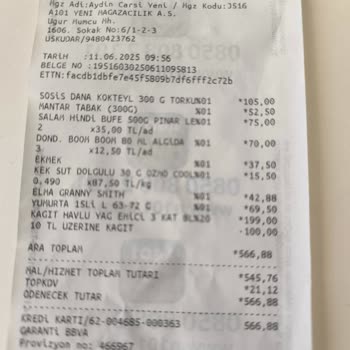 Mgz Adi:Aydin Carsi Yeni / Mgz Kodu:3516
A101 YENI MAGAZACILIK A.S.
Ugur Mumcu Mh.
1606. Sokak No:6/1-2-3
USKUDAR/9480423762
TARIH :11.06.2025 09:56
BELGE NO :19516030250611095813
ETTN:facdb1dbfe7e45f5809b7df6fff2c72b
SOSIS DANA KOKTEYL 300 G TORKU %01 *105,00
MANTAR TABAK (300G) %01 *52,50
SALAM HINDI BUFE 500G PINAR LE %01 *75,00
2 x35,00 TL/ad
DOND. BOOM BOOM 80 ML ALGIDA %01 *70,00
3 x12,50 TL/ad
EKMEK %01 *37,50
KEK SUT DOLGULU 30 G OZMO COOL %01 *15,50
0,490 x87,50 TL/kg
ELMA GRANNY SMITH %01 *42,88
YUMURTA 15LI L 63-72 G %01 *69,50
KAGIT HAVLU YAG EMICI 3 KAT BL %20 *199,00
10 TL UZERINE KAGIT -100,00
ARA TOPLAM *566,88
MAL/HIZMET TOPLAM TUTARI *545,76
TOPKDV *21,12
ODENECEK TUTAR *566,88
KREDI KARTI/62-004685-000363 566,88
GARANTI BBVA
Provizyon no: 466967